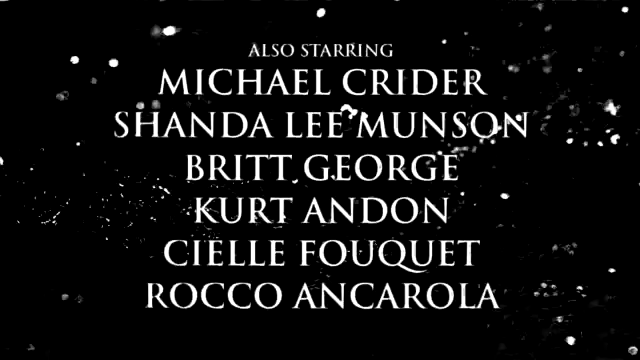 ALSO STARRING
MICHAEL CRIDER
SHANDA LEE MUNSON
BRITT GEORGE
KURT ANDON
CIELLE FOUQUET
ROCCO ANCAROLA